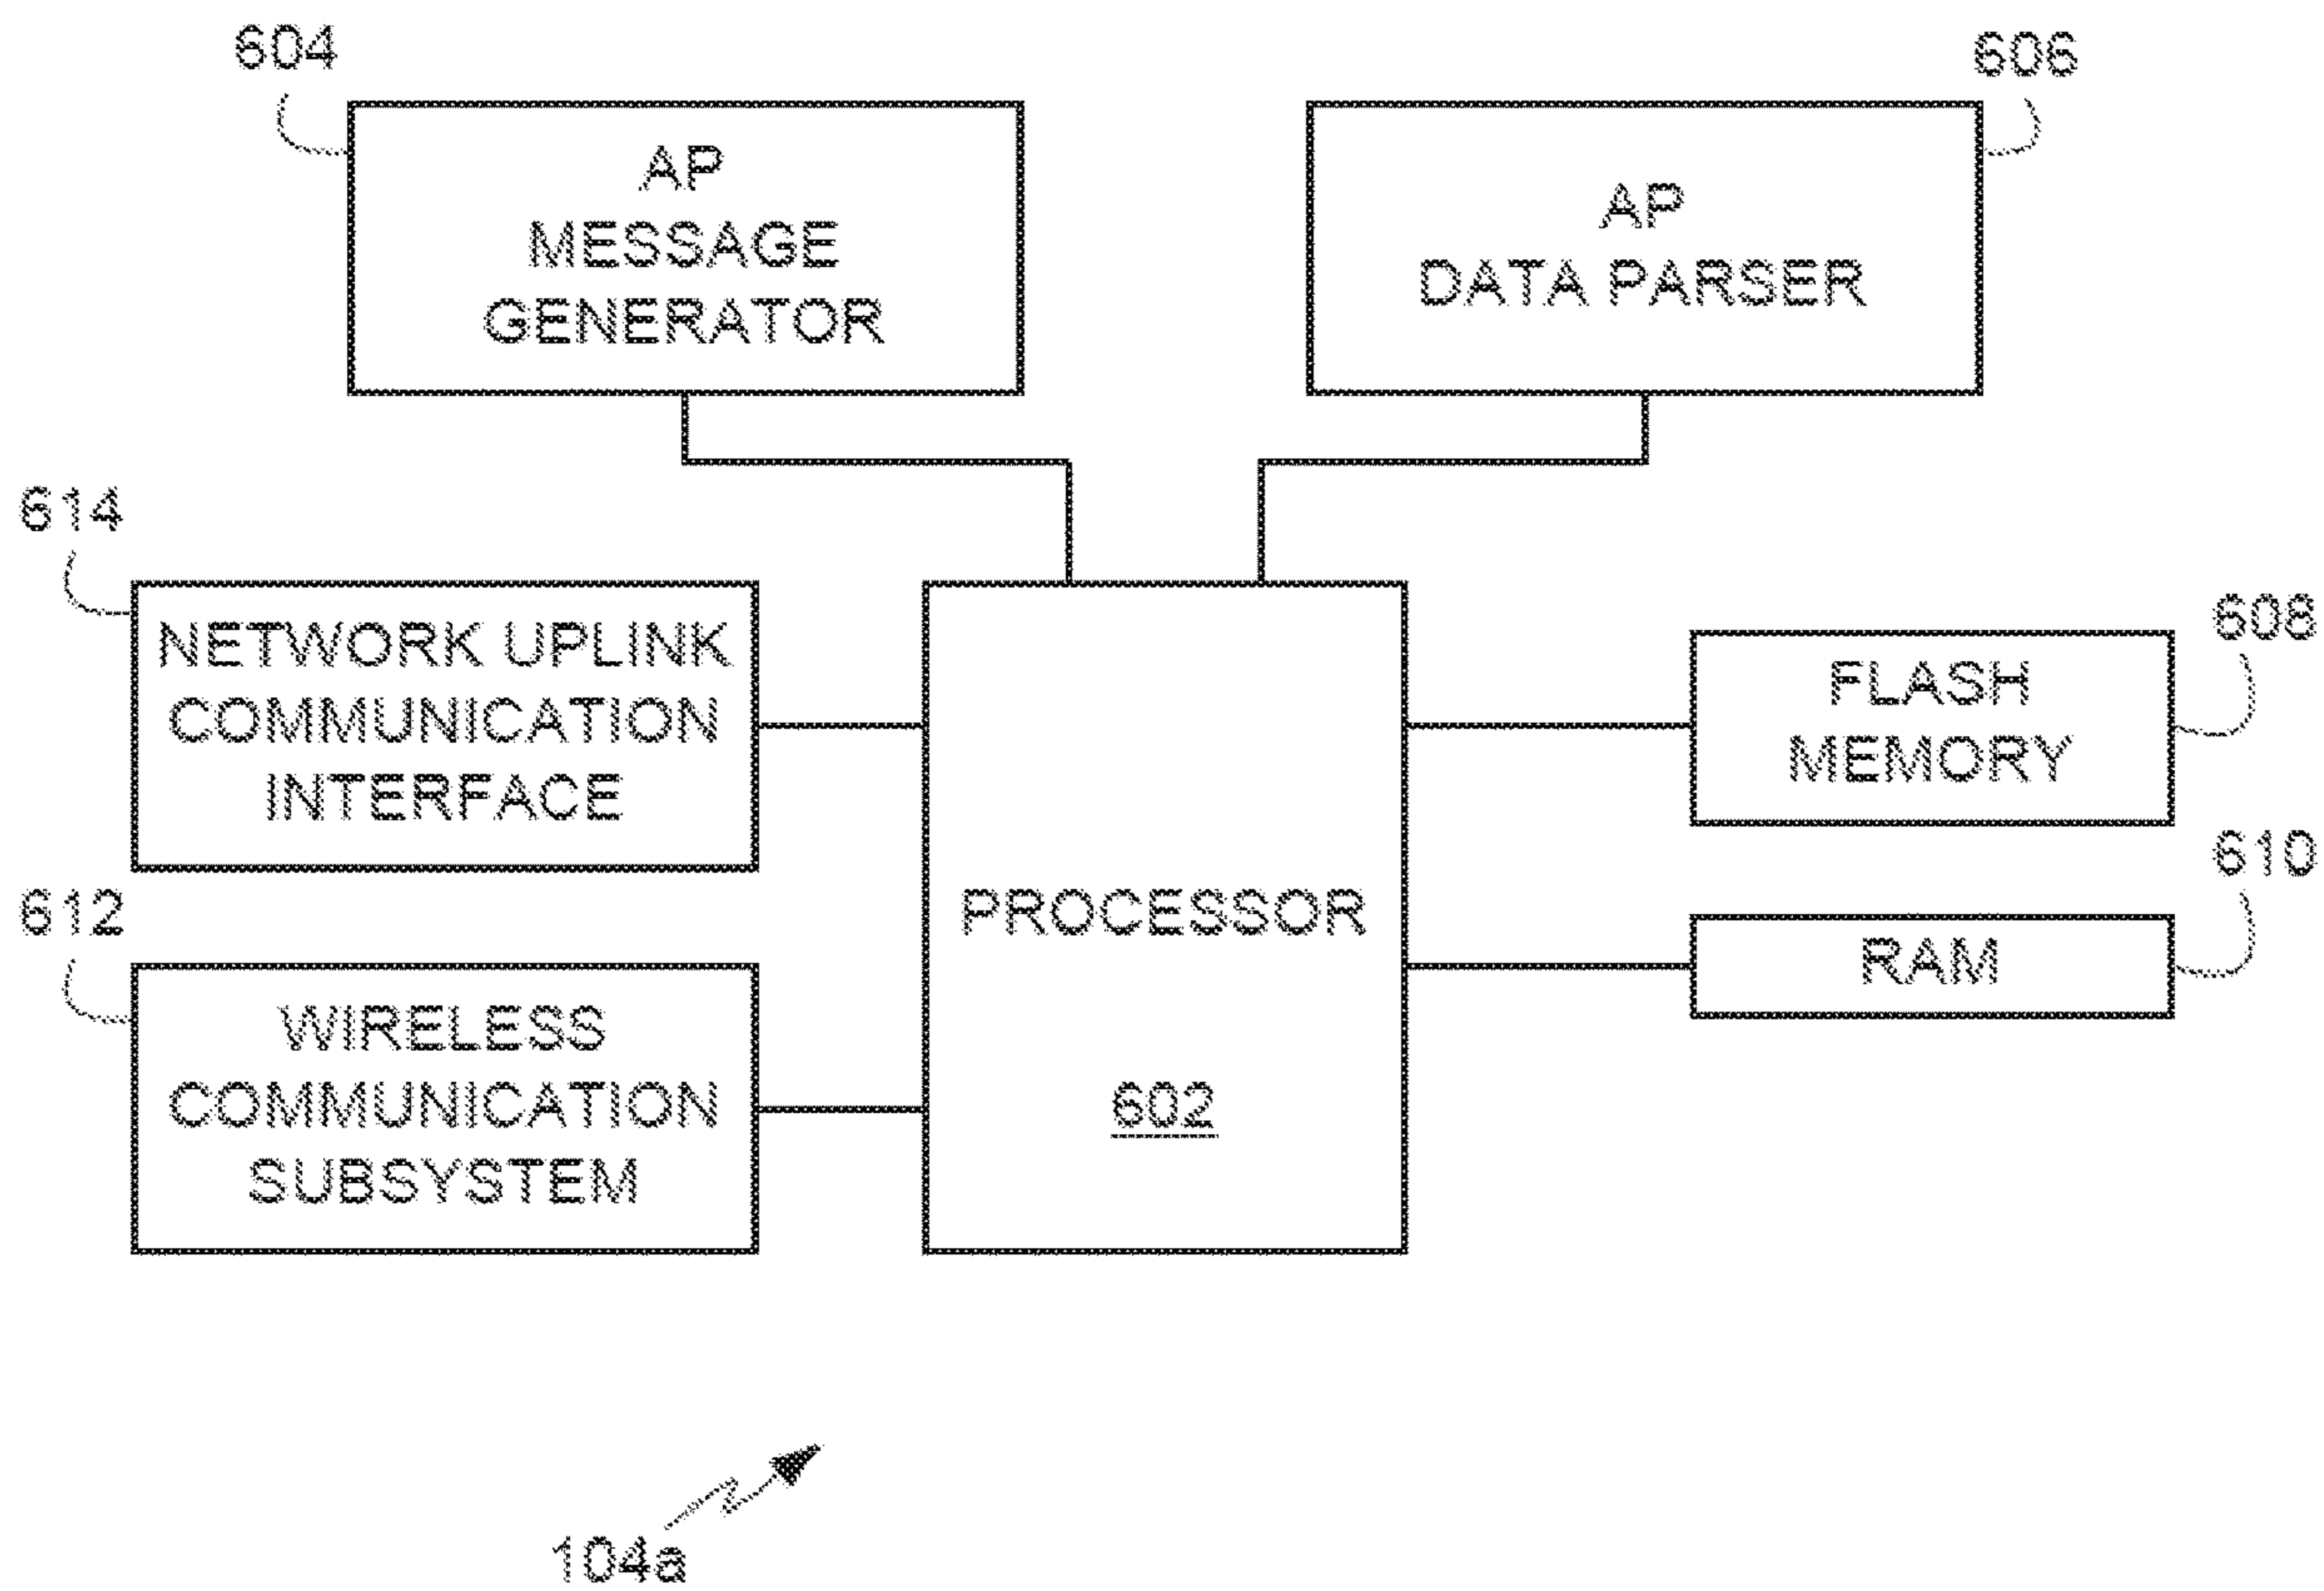 604
606
AP
MESSAGE
GENERATOR
AP
DATA PARSER
614
NETWORK UPLINK
COMMUNICATION
INTERFACE
608
FLASH
MEMORY
PROCESSOR
602
610
RAM
612
WIRELESS
COMMUNICATION
SUBSYSTEM
104a